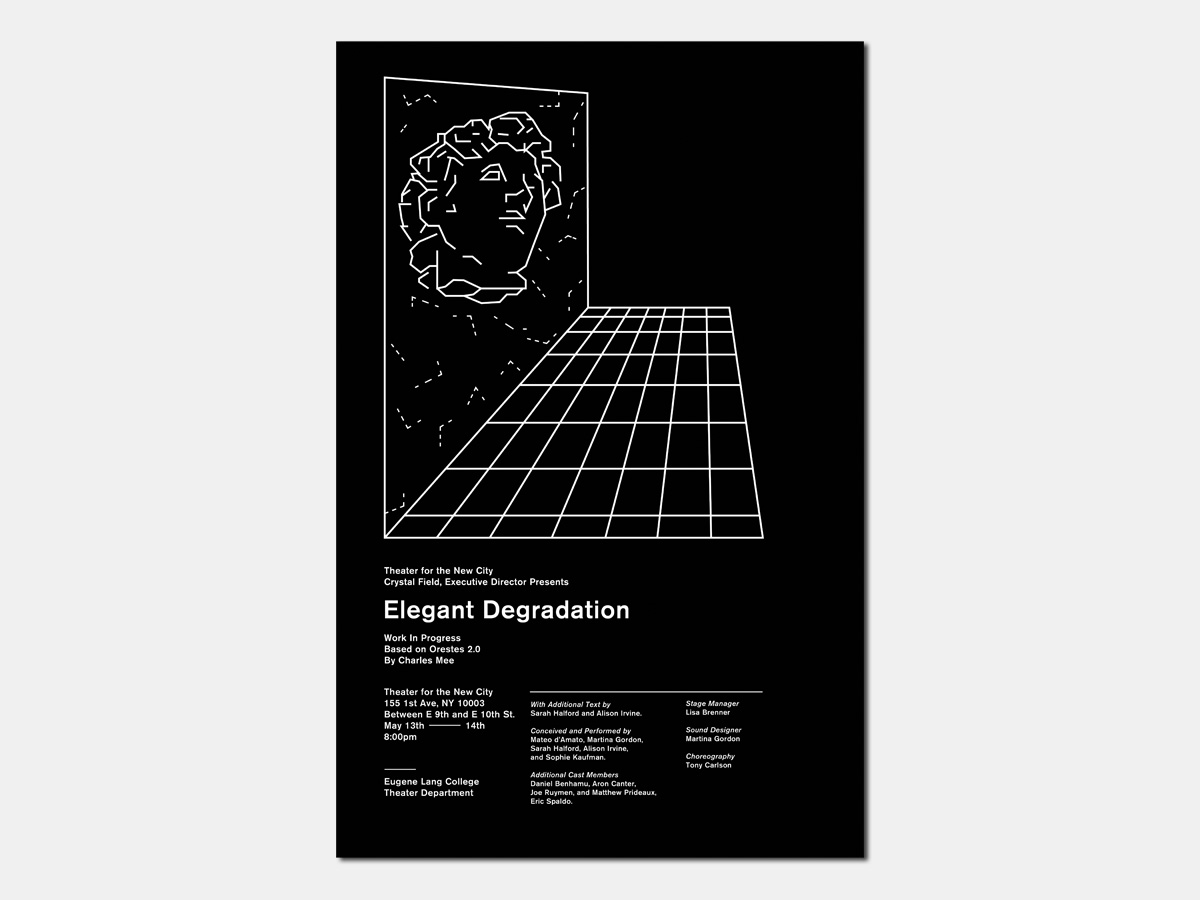 Theater for the New City
Crystal Field, Executive Director Presents
Elegant Degradation
Work In Progress
Based on Orestes 2.0
By Charles Mee
Theater for the New City
155 1st Ave, NY 10003
Between E 9th and E 10th St.
May 13th —— 14th
8:00pm
Eugene Lang College
Theater Department
With Additional Text by
Sarah Halford and Alison Irvine.
Conceived and Performed by
Mateo d'Amato, Martina Gordon,
Sarah Halford, Alison Irvine,
and Sophie Kaufman.
Additional Cast Members
Daniel Benhamu, Aron Canter,
Joe Ruymen, and Matthew Prideaux,
Eric Spaldo.
Stage Manager
Lisa Brenner
Sound Designer
Martina Gordon
Choreography
Tony Carlson